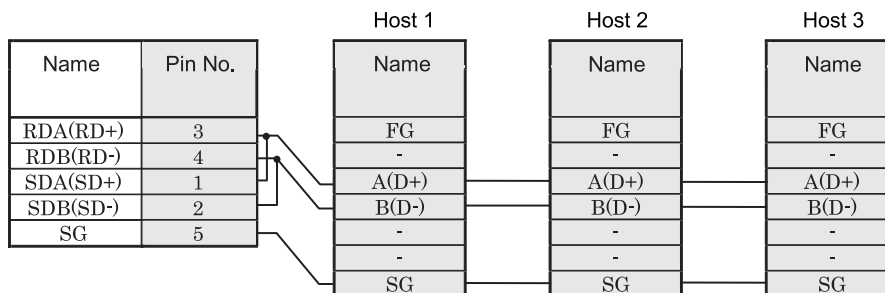 Host 1 Host 2 Host 3
Name Pin No. Name Name Name
RDA(RD+) 3 FG FG FG
RDB(RD-) 4 - - -
SDA(SD+) 1 A(D+) A(D+) A(D+)
SDB(SD-) 2 B(D-) B(D-) B(D-)
SG 5 - - -
- - -
SG SG SG